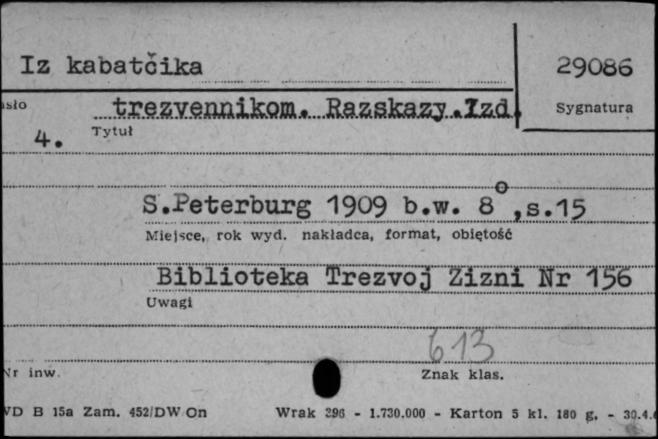 Iz kabatčika
29086
trezvennikom. Razskazy.Izd.
Sygnatura
Tytuł
4.
S.Peterburg 1909 b.w. 8°,s.15
Miejsce, rok wyd. nakładca, format, objętość
Biblioteka Trezvoj Zizni Nr 156
Uwagi
613
Nr inw.
Znak klas.
VD B 15a Zam. 452/DW On Wrak 296 - 1.730.000 - Karton 5 kl. 180 g. -